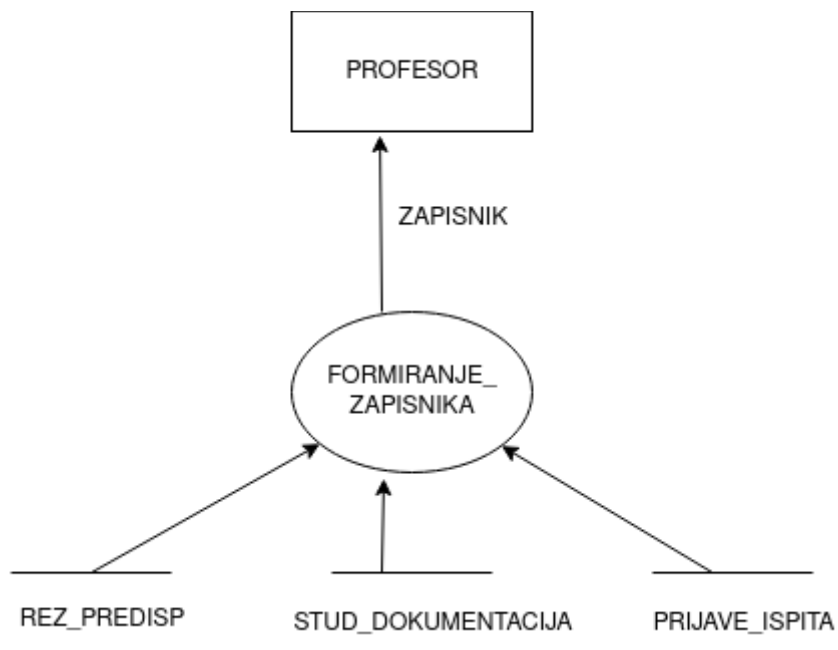 PROFESOR
ZAPISNIK
FORMIRANJE_
ZAPISNIKA
REZ_PREDISP
STUD_DOKUMENTACIJA
PRIJAVE_ISPITA